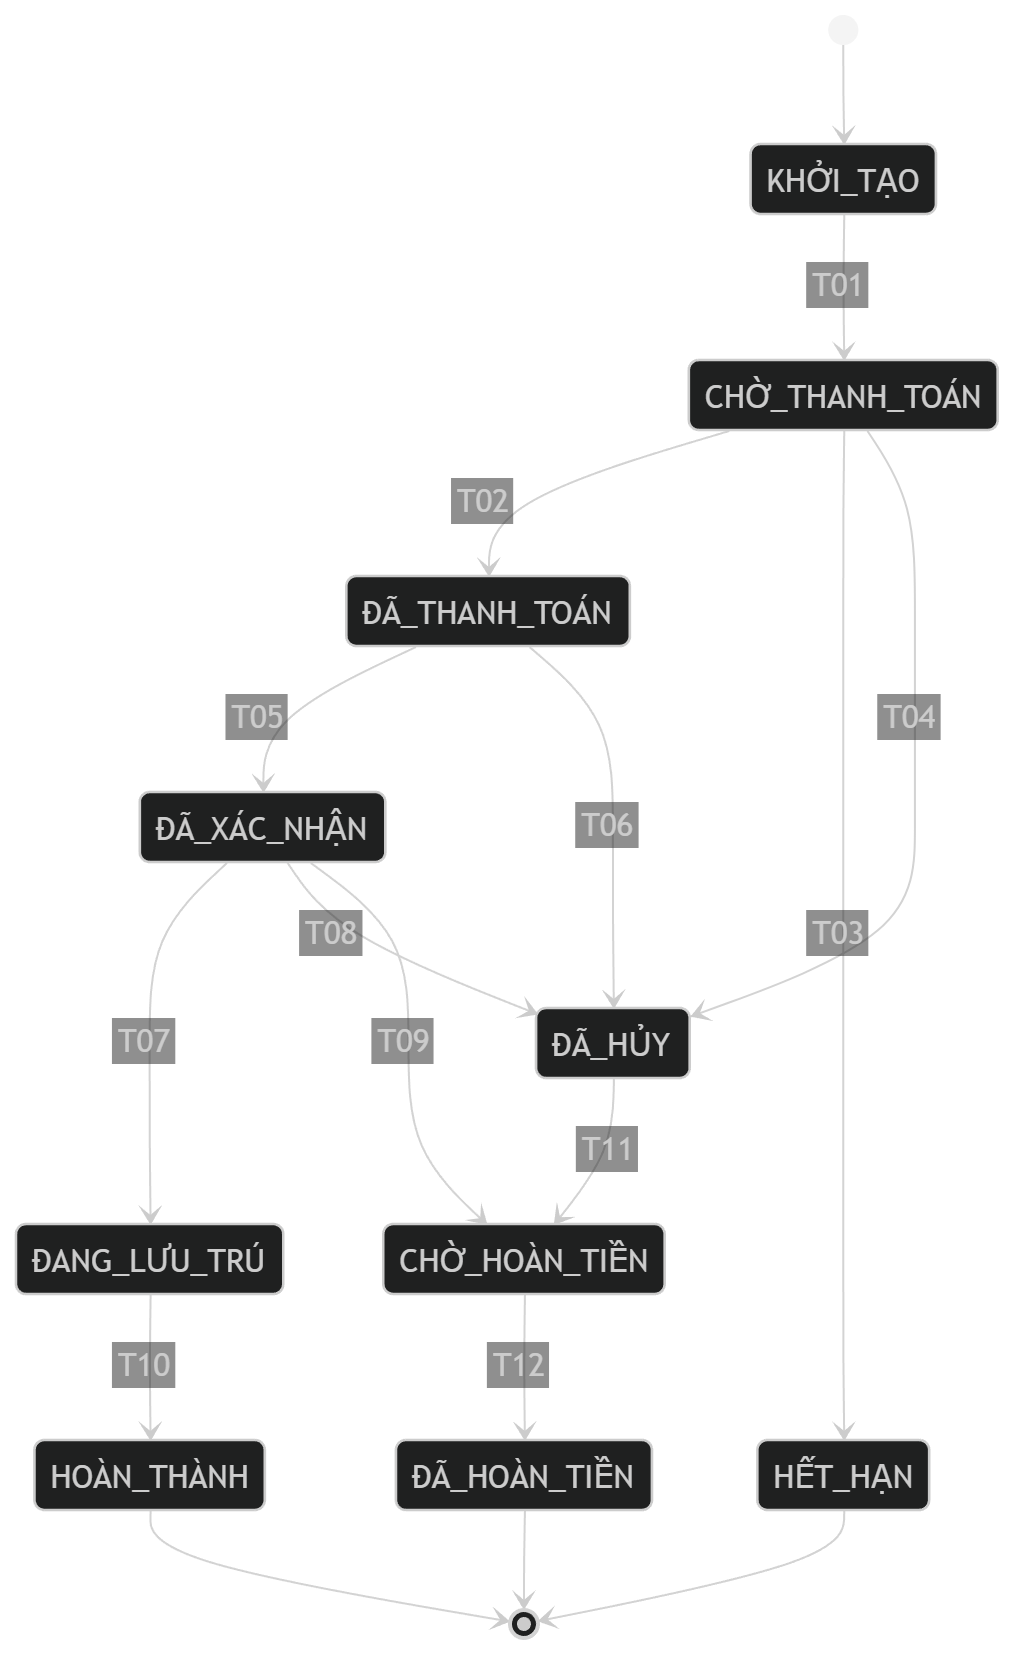 KHỞI_TẠO
T01
CHỜ_THANH_TOÁN
T02
ĐÃ_THANH_TOÁN
T05
T04
ĐÃ_XÁC_NHẬN
T06
T08
T03
T07
T09
ĐÃ_HỦY
T11
ĐANG_LƯU_TRÚ
CHỜ_HOÀN_TIỀN
T10
T12
HOÀN_THÀNH
ĐÃ_HOÀN_TIỀN
HẾT_HẠN